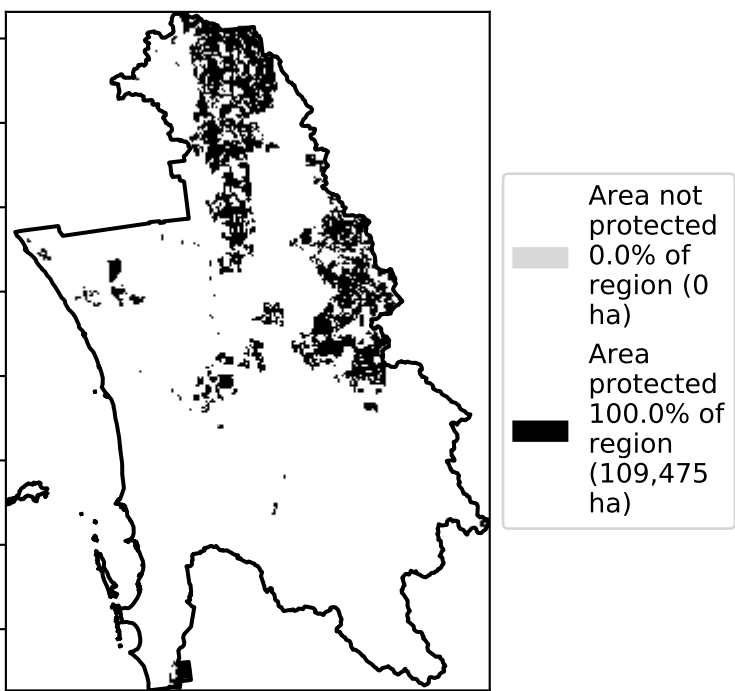 Area not
protected
0.0% of
region (0
ha)
Area
protected
100.0% of
region
(109,475
ha)